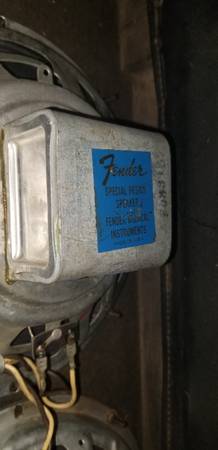 Fender
SPECIAL DESIGN
SPEAKER
FENDER MUSICAL
INSTRUMENTS